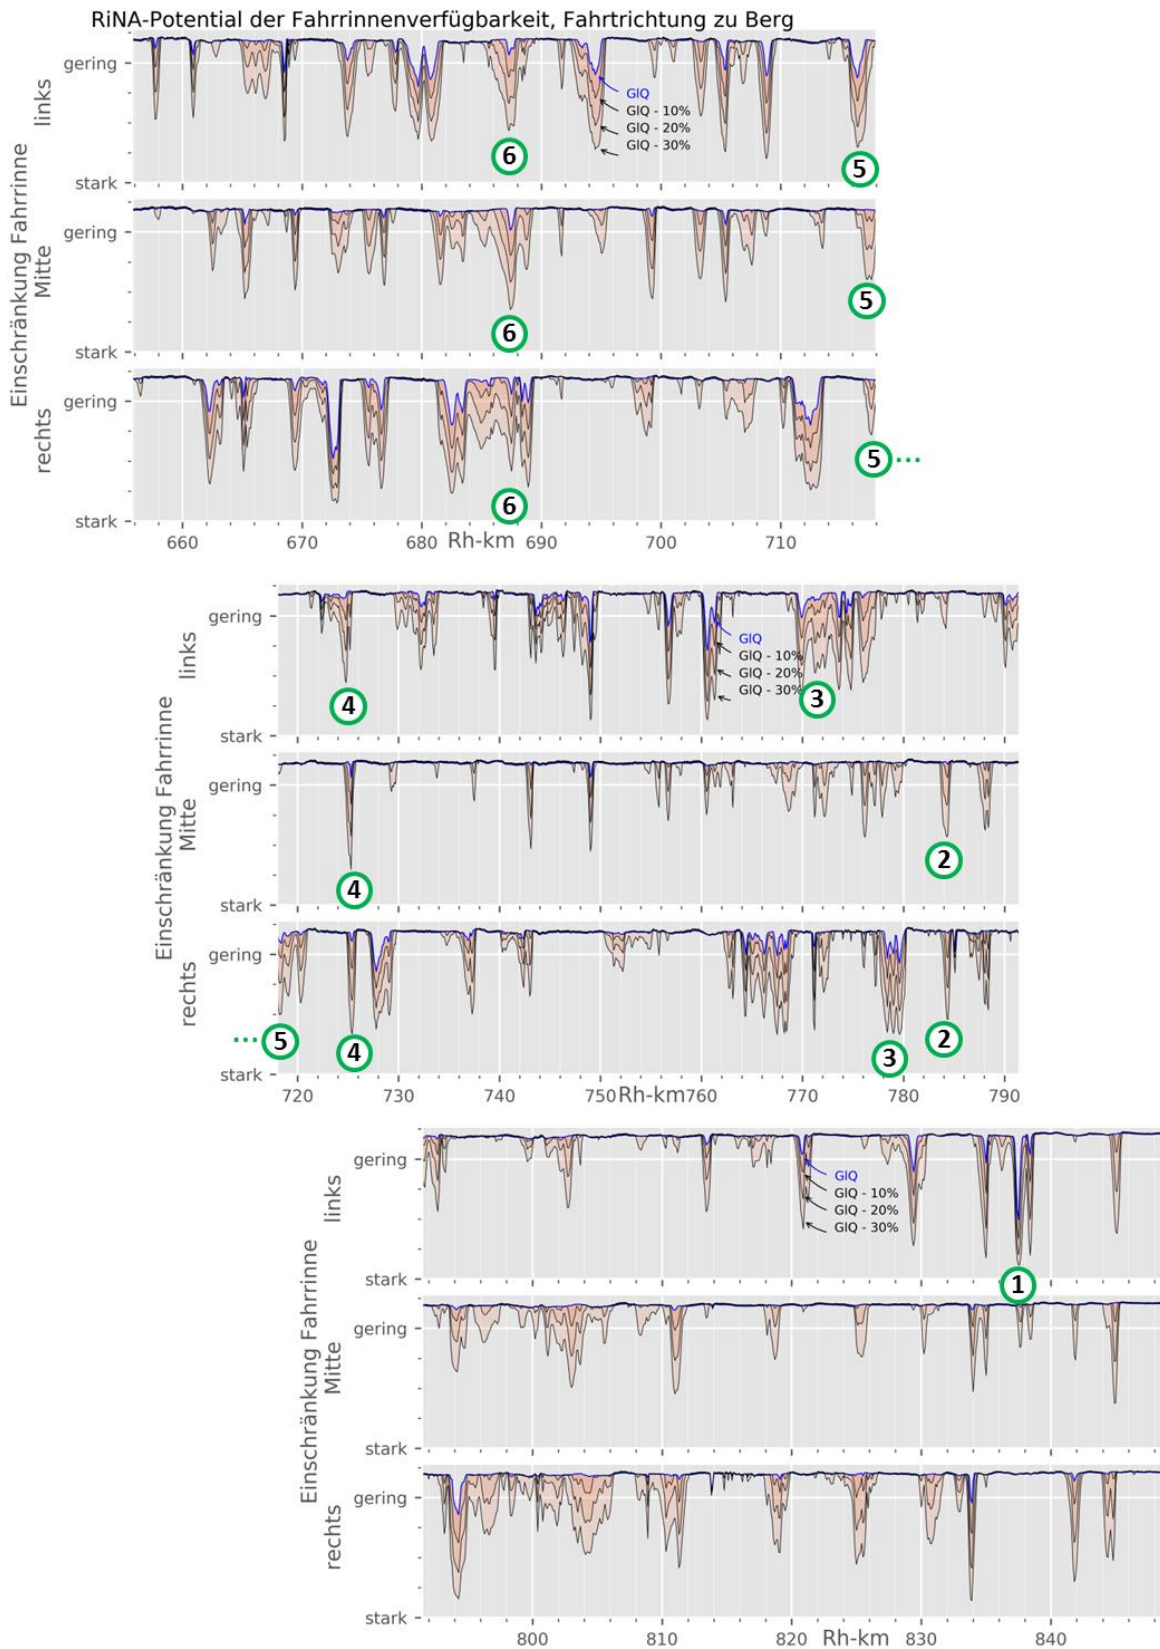 RiNA-Potential der Fahrrinnenverfügbarkeit, Fahrtrichtung zu Berg
Einschränkung Fahrrinne
links
gering
stark
GlQ
GlQ - 10%
GlQ - 20%
GlQ - 30%
6
5
Mitte
gering
stark
6
5
rechts
gering
stark
6
5 ...
660 670 680 Rh-km 690 700 710
Einschränkung Fahrrinne
links
gering
stark
GlQ
GlQ - 10%
GlQ - 20%
GlQ - 30%
4
3
Mitte
gering
stark
4
2
rechts
gering
stark
... 5
4
3
2
720 730 740 750 Rh-km 760 770 780 790
Einschränkung Fahrrinne
links
gering
stark
GlQ
GlQ - 10%
GlQ - 20%
GlQ - 30%
1
Mitte
gering
stark
rechts
gering
stark
800 810 820 Rh-km 830 840